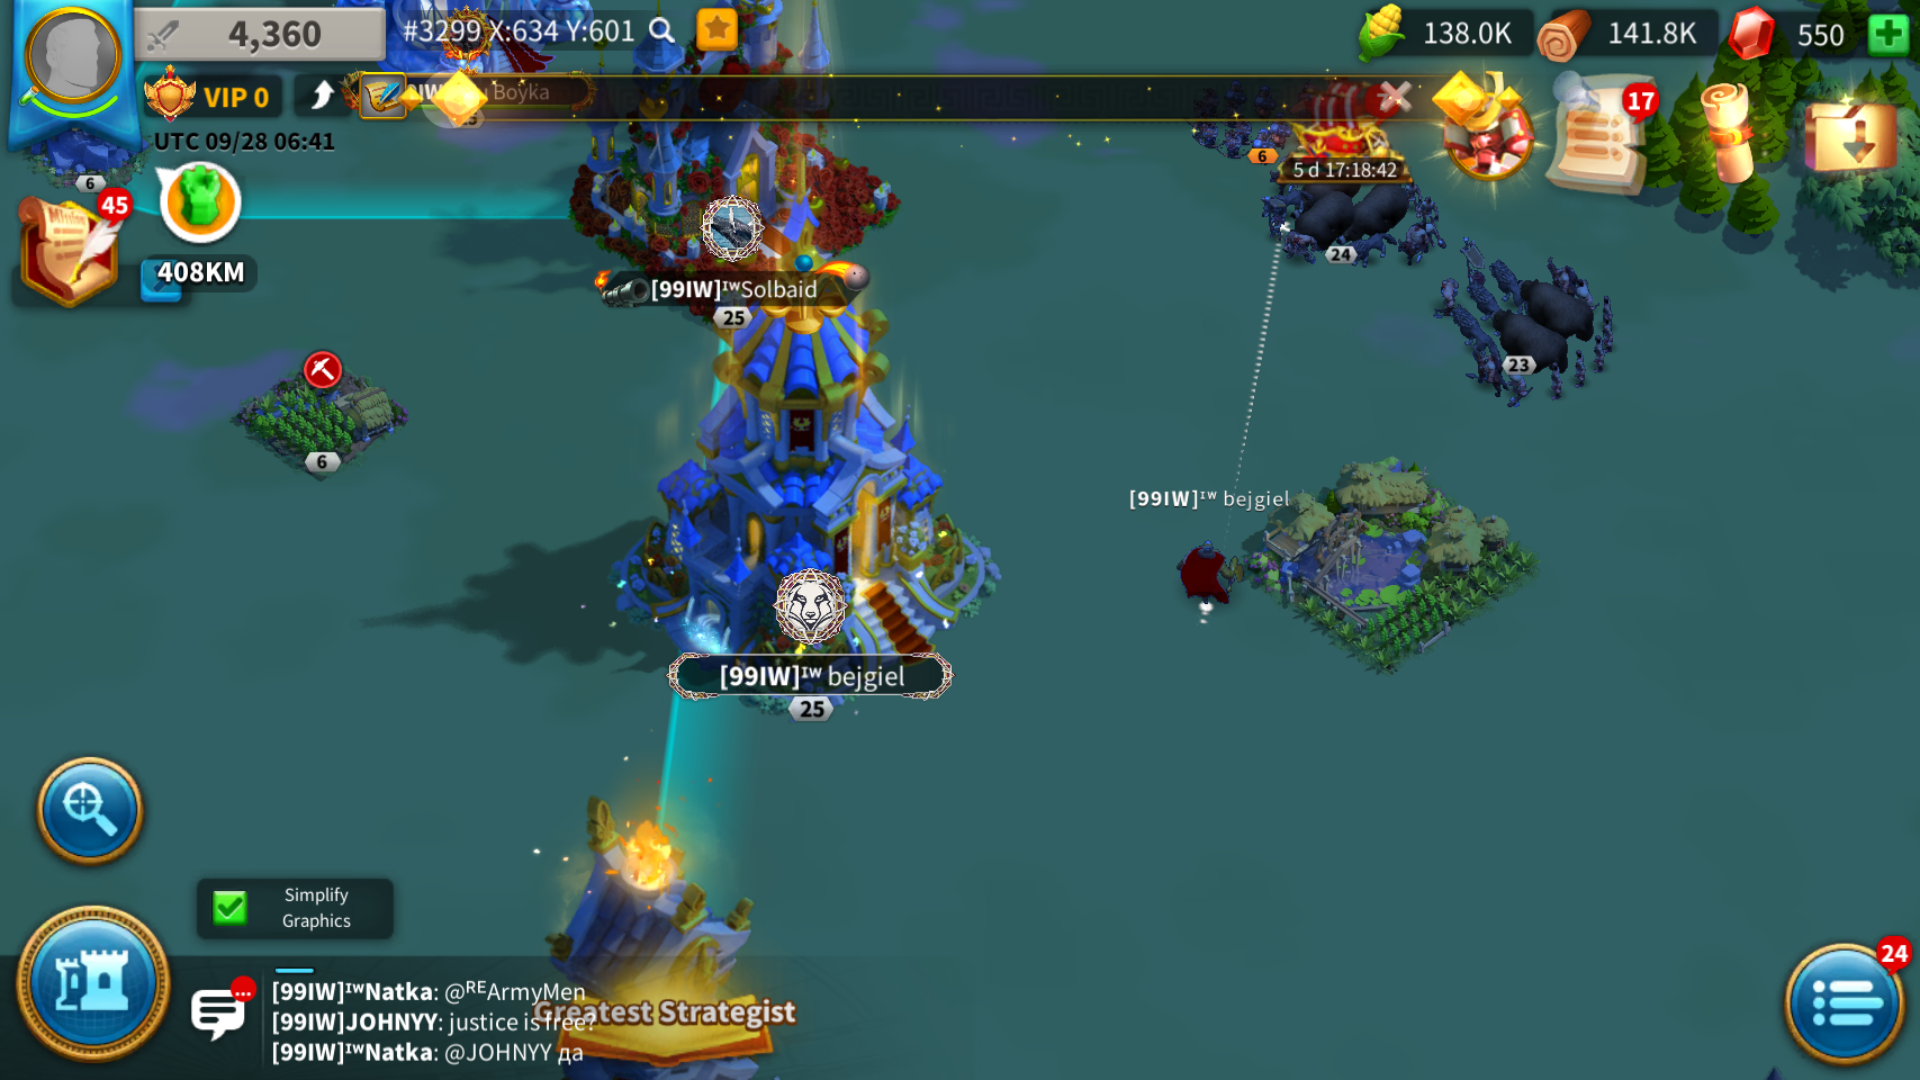 4,360
#3299 X:634 Y:601
138.0K
141.8K
550
VIP 0
Boyka
UTC 09/28 06:41
17
6
5 d 17:18:42
6
45
Mission
408KM
24
[99IW]ᴵᵂSolbaid
25
23
6
[99IW]ᴵᵂ bejgiel
[99IW]ᴵᵂ bejgiel
25
Simplify
Graphics
24
Greatest Strategist
[99IW]ᴵᵂNatka: @ᴿᴱArmyMen
[99IW]JOHNYY: justice is free?
[99IW]ᴵᵂNatka: @JOHNYY да